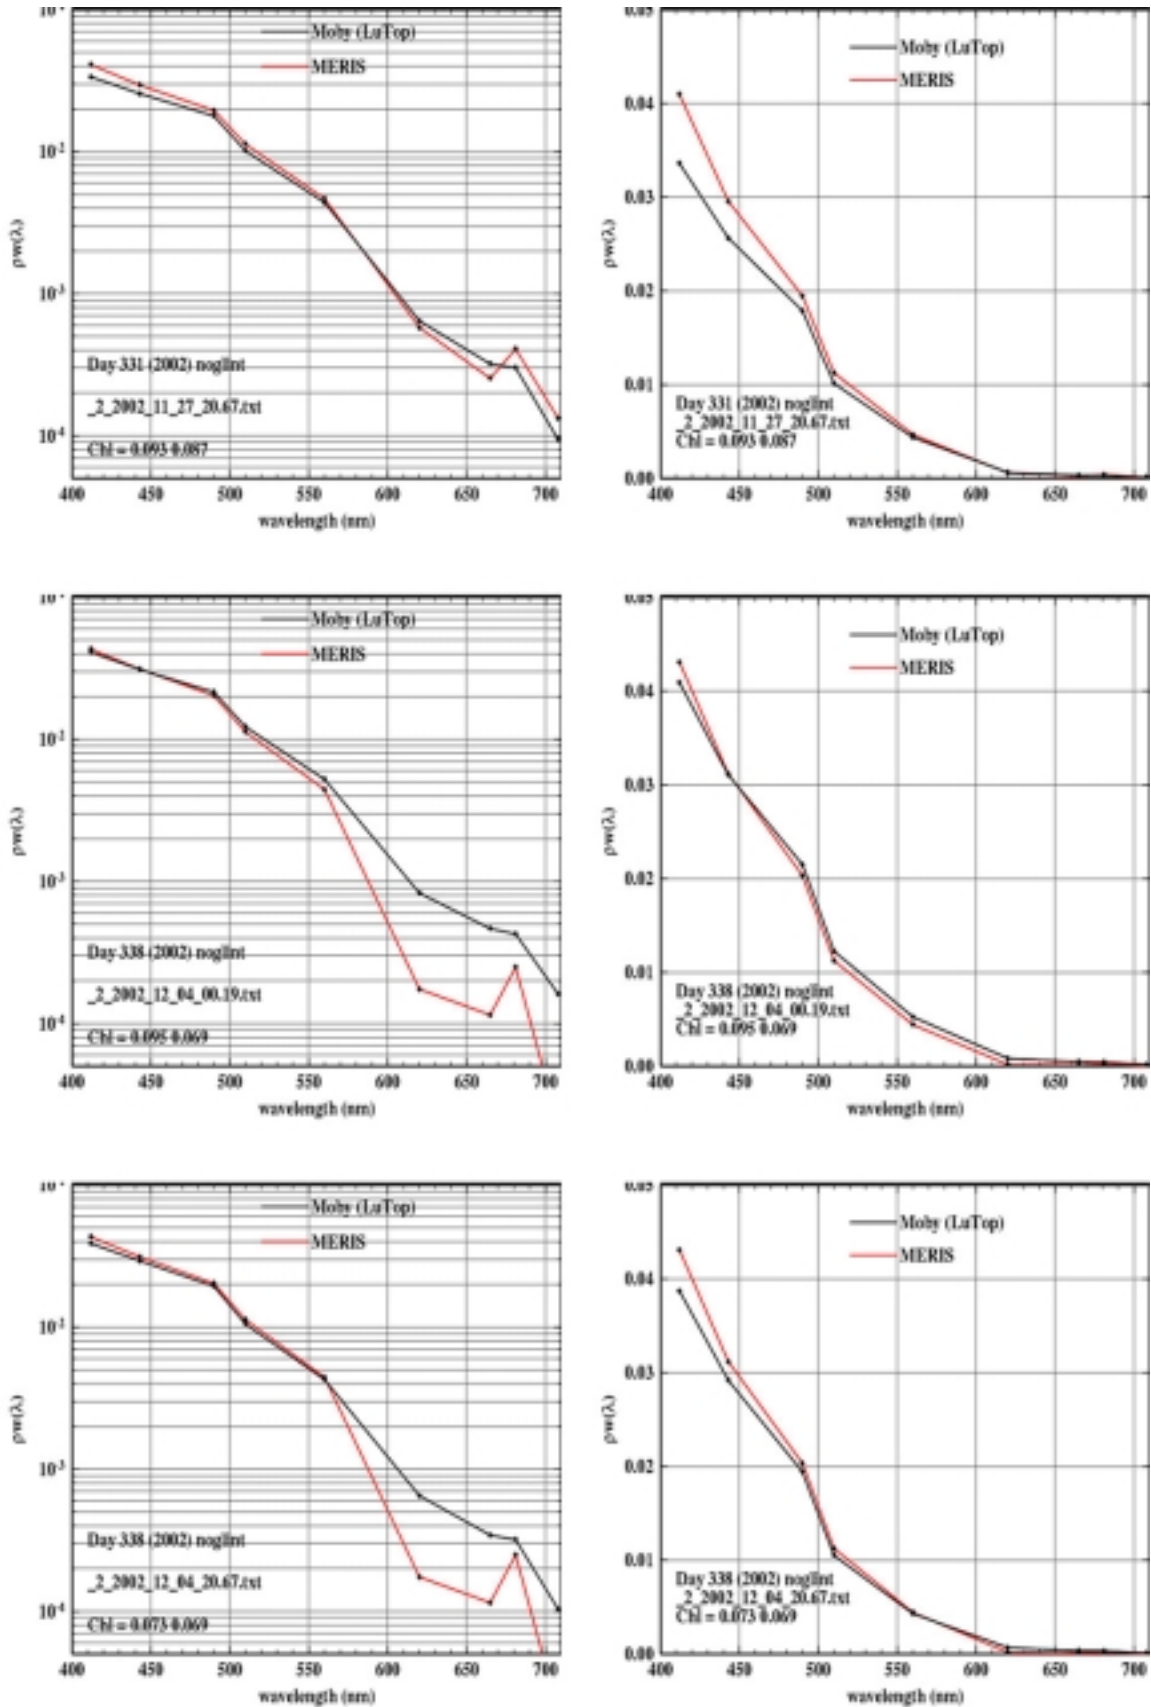 Moby (LuTop)
MERIS
10⁻²
10⁻³
10⁻⁴
ρw(λ)
Day 331 (2002) noglint
_2_2002_11_27_20.67.txt
Chl = 0.093 0.087
400 450 500 550 600 650 700
wavelength (nm)
Moby (LuTop)
MERIS
0.04
0.03
0.02
0.01
0.00
ρw(λ)
Day 331 (2002) noglint
_2_2002_11_27_20.67.txt
Chl = 0.093 0.087
400 450 500 550 600 650 700
wavelength (nm)
Moby (LuTop)
MERIS
10⁻²
10⁻³
10⁻⁴
ρw(λ)
Day 338 (2002) noglint
_2_2002_12_04_00.19.txt
Chl = 0.095 0.069
400 450 500 550 600 650 700
wavelength (nm)
0.05
Moby (LuTop)
MERIS
0.04
0.03
0.02
0.01
0.00
ρw(λ)
Day 338 (2002) noglint
_2_2002_12_04_00.19.txt
Chl = 0.095 0.069
400 450 500 550 600 650 700
wavelength (nm)
Moby (LuTop)
MERIS
10⁻²
10⁻³
10⁻⁴
ρw(λ)
Day 338 (2002) noglint
_2_2002_12_04_20.67.txt
Chl = 0.073 0.069
400 450 500 550 600 650 700
wavelength (nm)
0.05
Moby (LuTop)
MERIS
0.04
0.03
0.02
0.01
0.00
ρw(λ)
Day 338 (2002) noglint
_2_2002_12_04_20.67.txt
Chl = 0.073 0.069
400 450 500 550 600 650 700
wavelength (nm)